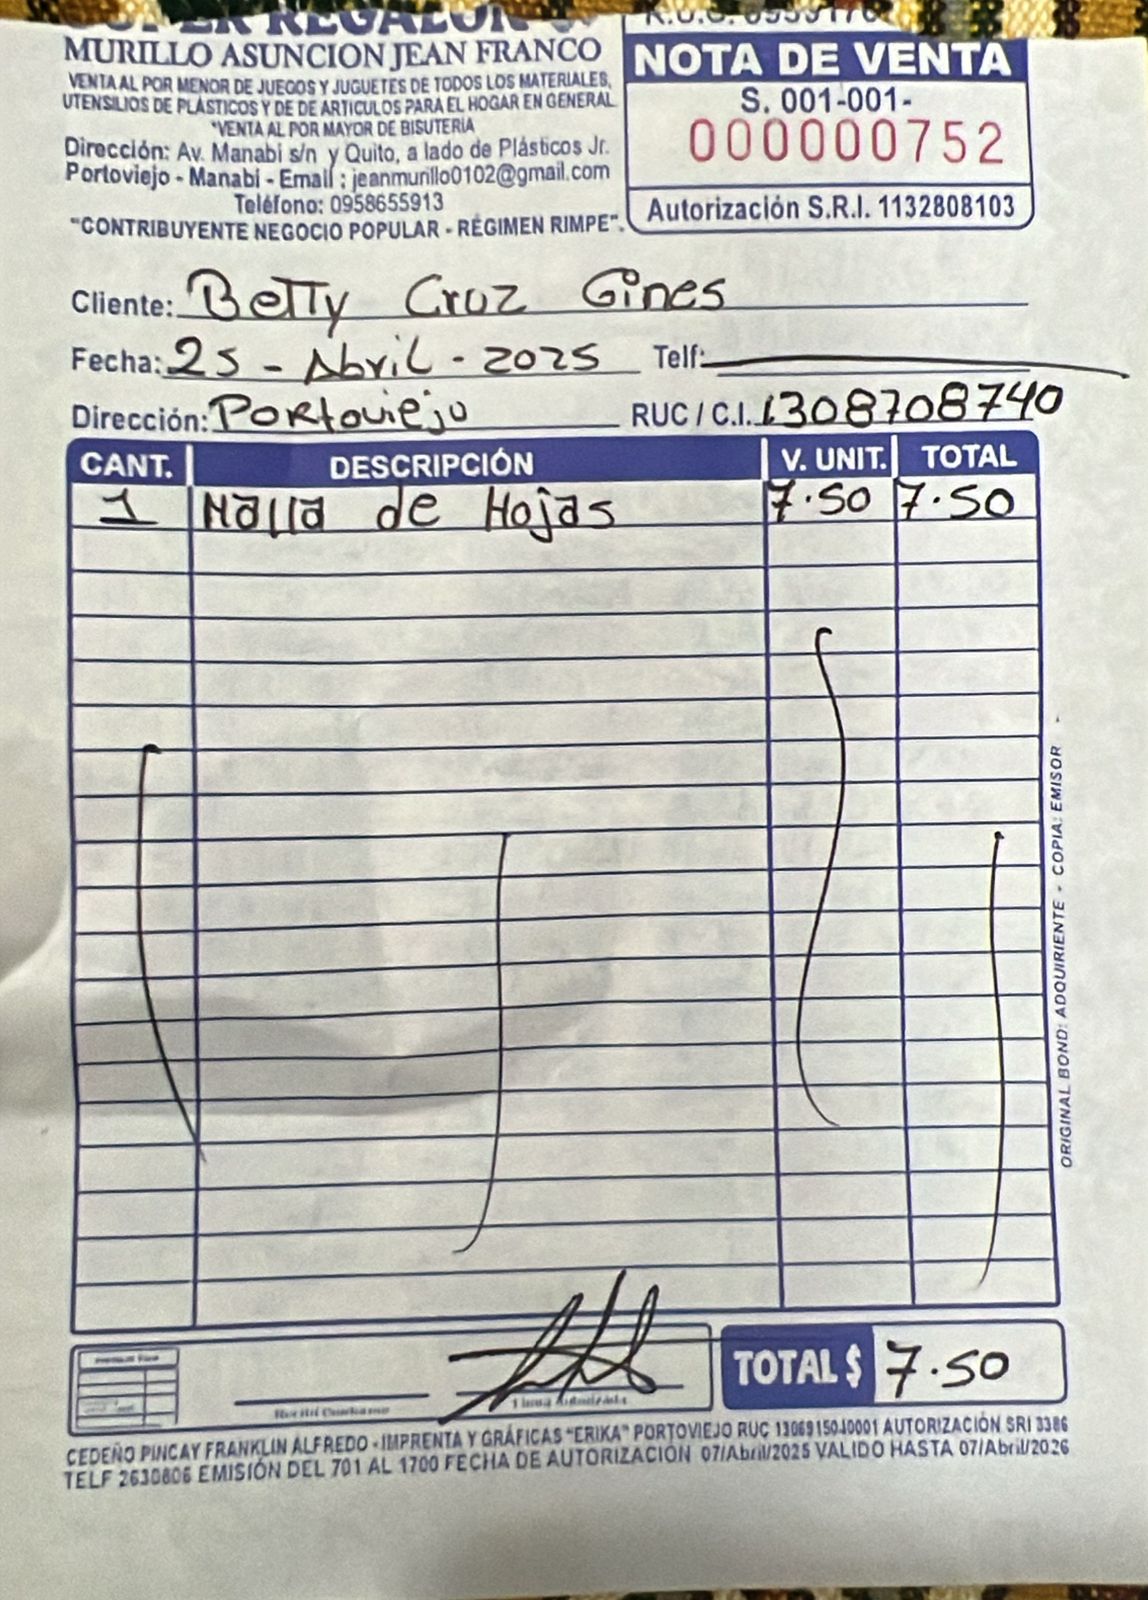 MURILLO ASUNCION JEAN FRANCO
VENTA AL POR MENOR DE JUEGOS Y JUGUETES DE TODOS LOS MATERIALES,
UTENSILIOS DE PLÁSTICOS Y DE DE ARTICULOS PARA EL HOGAR EN GENERAL
*VENTA AL POR MAYOR DE BISUTERIA
Dirección: Av. Manabi s/n y Quito, a lado de Plásticos Jr.
Portoviejo - Manabi - Email : jeanmurillo0102@gmail.com
Teléfono: 0958655913
"CONTRIBUYENTE NEGOCIO POPULAR - RÉGIMEN RIMPE".
NOTA DE VENTA
S. 001-001-
000000752
Autorización S.R.I. 1132808103
Cliente: Betty Cruz Gines
Fecha: 25 - Abril - 2025 Telf:
Dirección: Portoviejo RUC / C.I. 1308708740
CANT. DESCRIPCIÓN V. UNIT. TOTAL
1 Malla de Hojas 7.50 7.50
ORIGINAL BOND: ADQUIRIENTE - COPIA: EMISOR
TOTAL $ 7.50
CEDEÑO PINCAY FRANKLIN ALFREDO - IMPRENTA Y GRÁFICAS "ERIKA" PORTOVIEJO RUC 1306915040001 AUTORIZACIÓN SRI 3386
TELF 2630806 EMISIÓN DEL 701 AL 1700 FECHA DE AUTORIZACIÓN 07/Abril/2025 VALIDO HASTA 07/Abril/2026